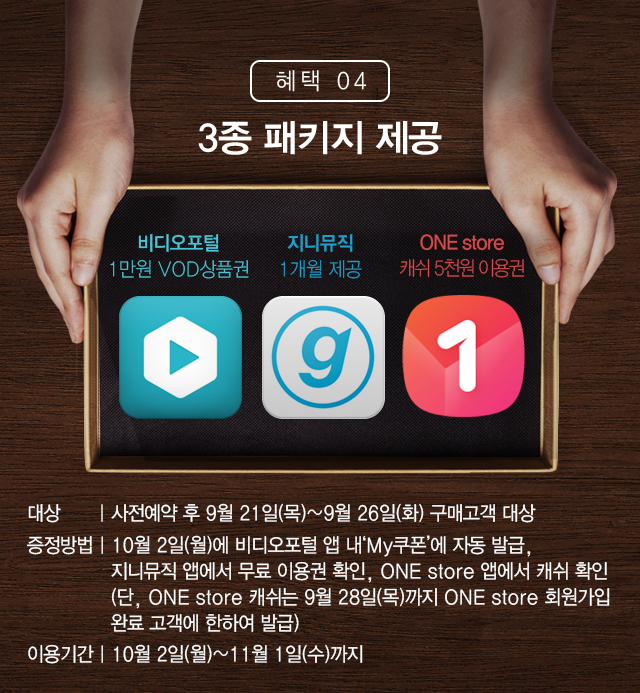 혜택 04
3종 패키지 제공
비디오포털 지니뮤직 ONE store
1만원 VOD상품권 1개월 제공 캐쉬 5천원 이용권
g 1
대상 | 사전예약 후 9월 21일(목)~9월 26일(화) 구매고객 대상
증정방법 | 10월 2일(월)에 비디오포털 앱 내'My쿠폰'에 자동 발급,
지니뮤직 앱에서 무료 이용권 확인, ONE store 앱에서 캐쉬 확인
(단, ONE store 캐쉬는 9월 28일(목)까지 ONE store 회원가입
완료 고객에 한하여 발급)
이용기간 | 10월 2일(월)~11월 1일(수)까지